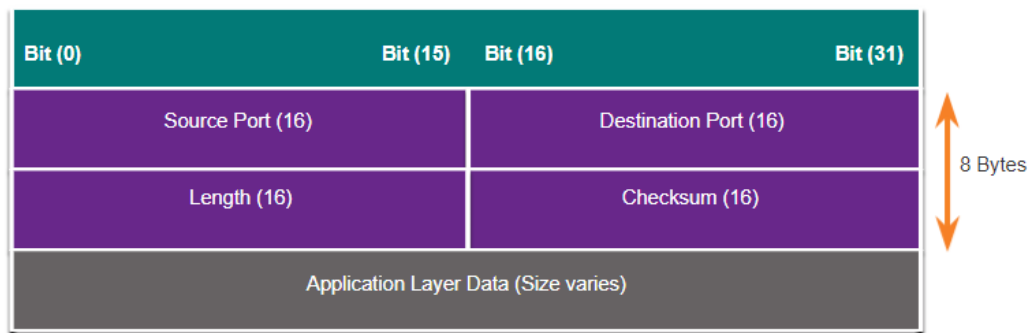 Bit (0) Bit (15) Bit (16) Bit (31)
Source Port (16) Destination Port (16)
8 Bytes
Length (16) Checksum (16)
Application Layer Data (Size varies)